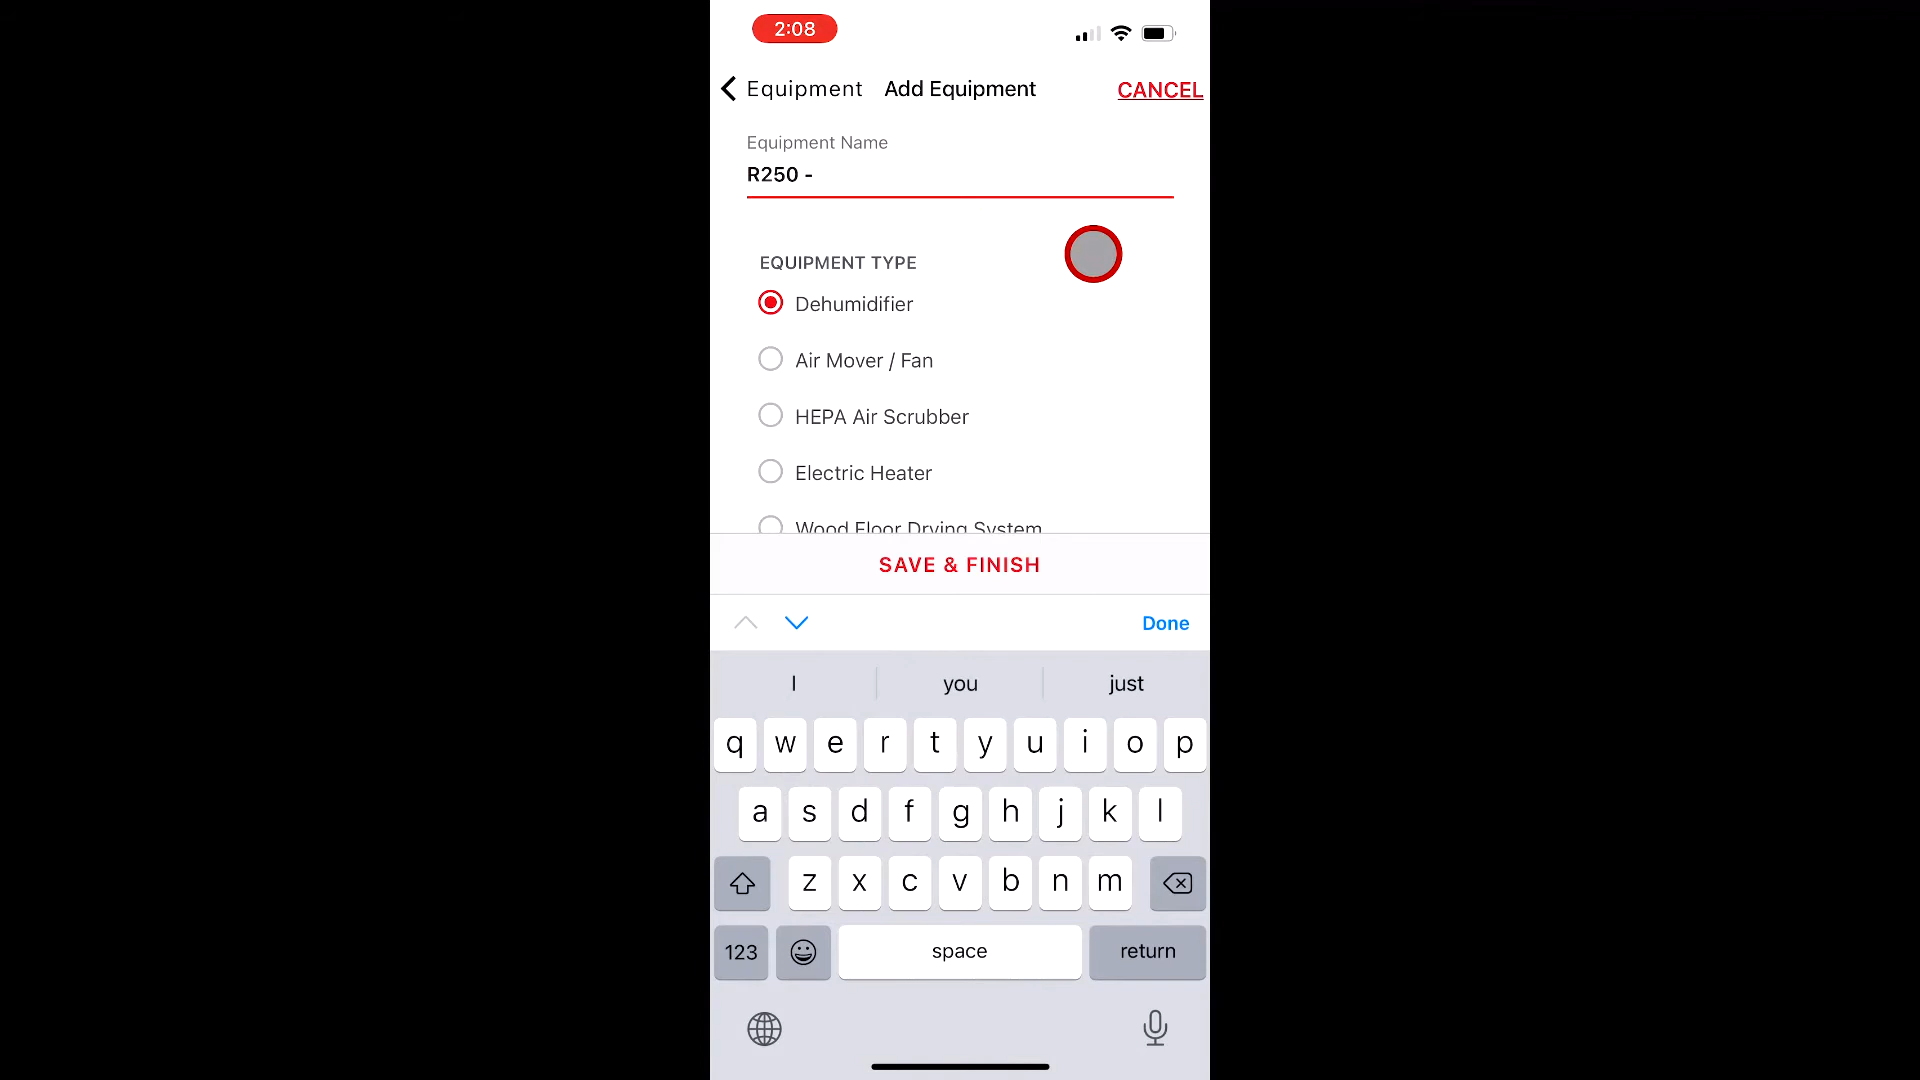 2:08
Equipment Add Equipment CANCEL
Equipment Name
R250 -
EQUIPMENT TYPE
Dehumidifier
Air Mover / Fan
HEPA Air Scrubber
Electric Heater
Wood Floor Drying System
SAVE & FINISH
Done
I you just
q w e r t y u i o p
a s d f g h j k l
z x c v b n m
123 space return